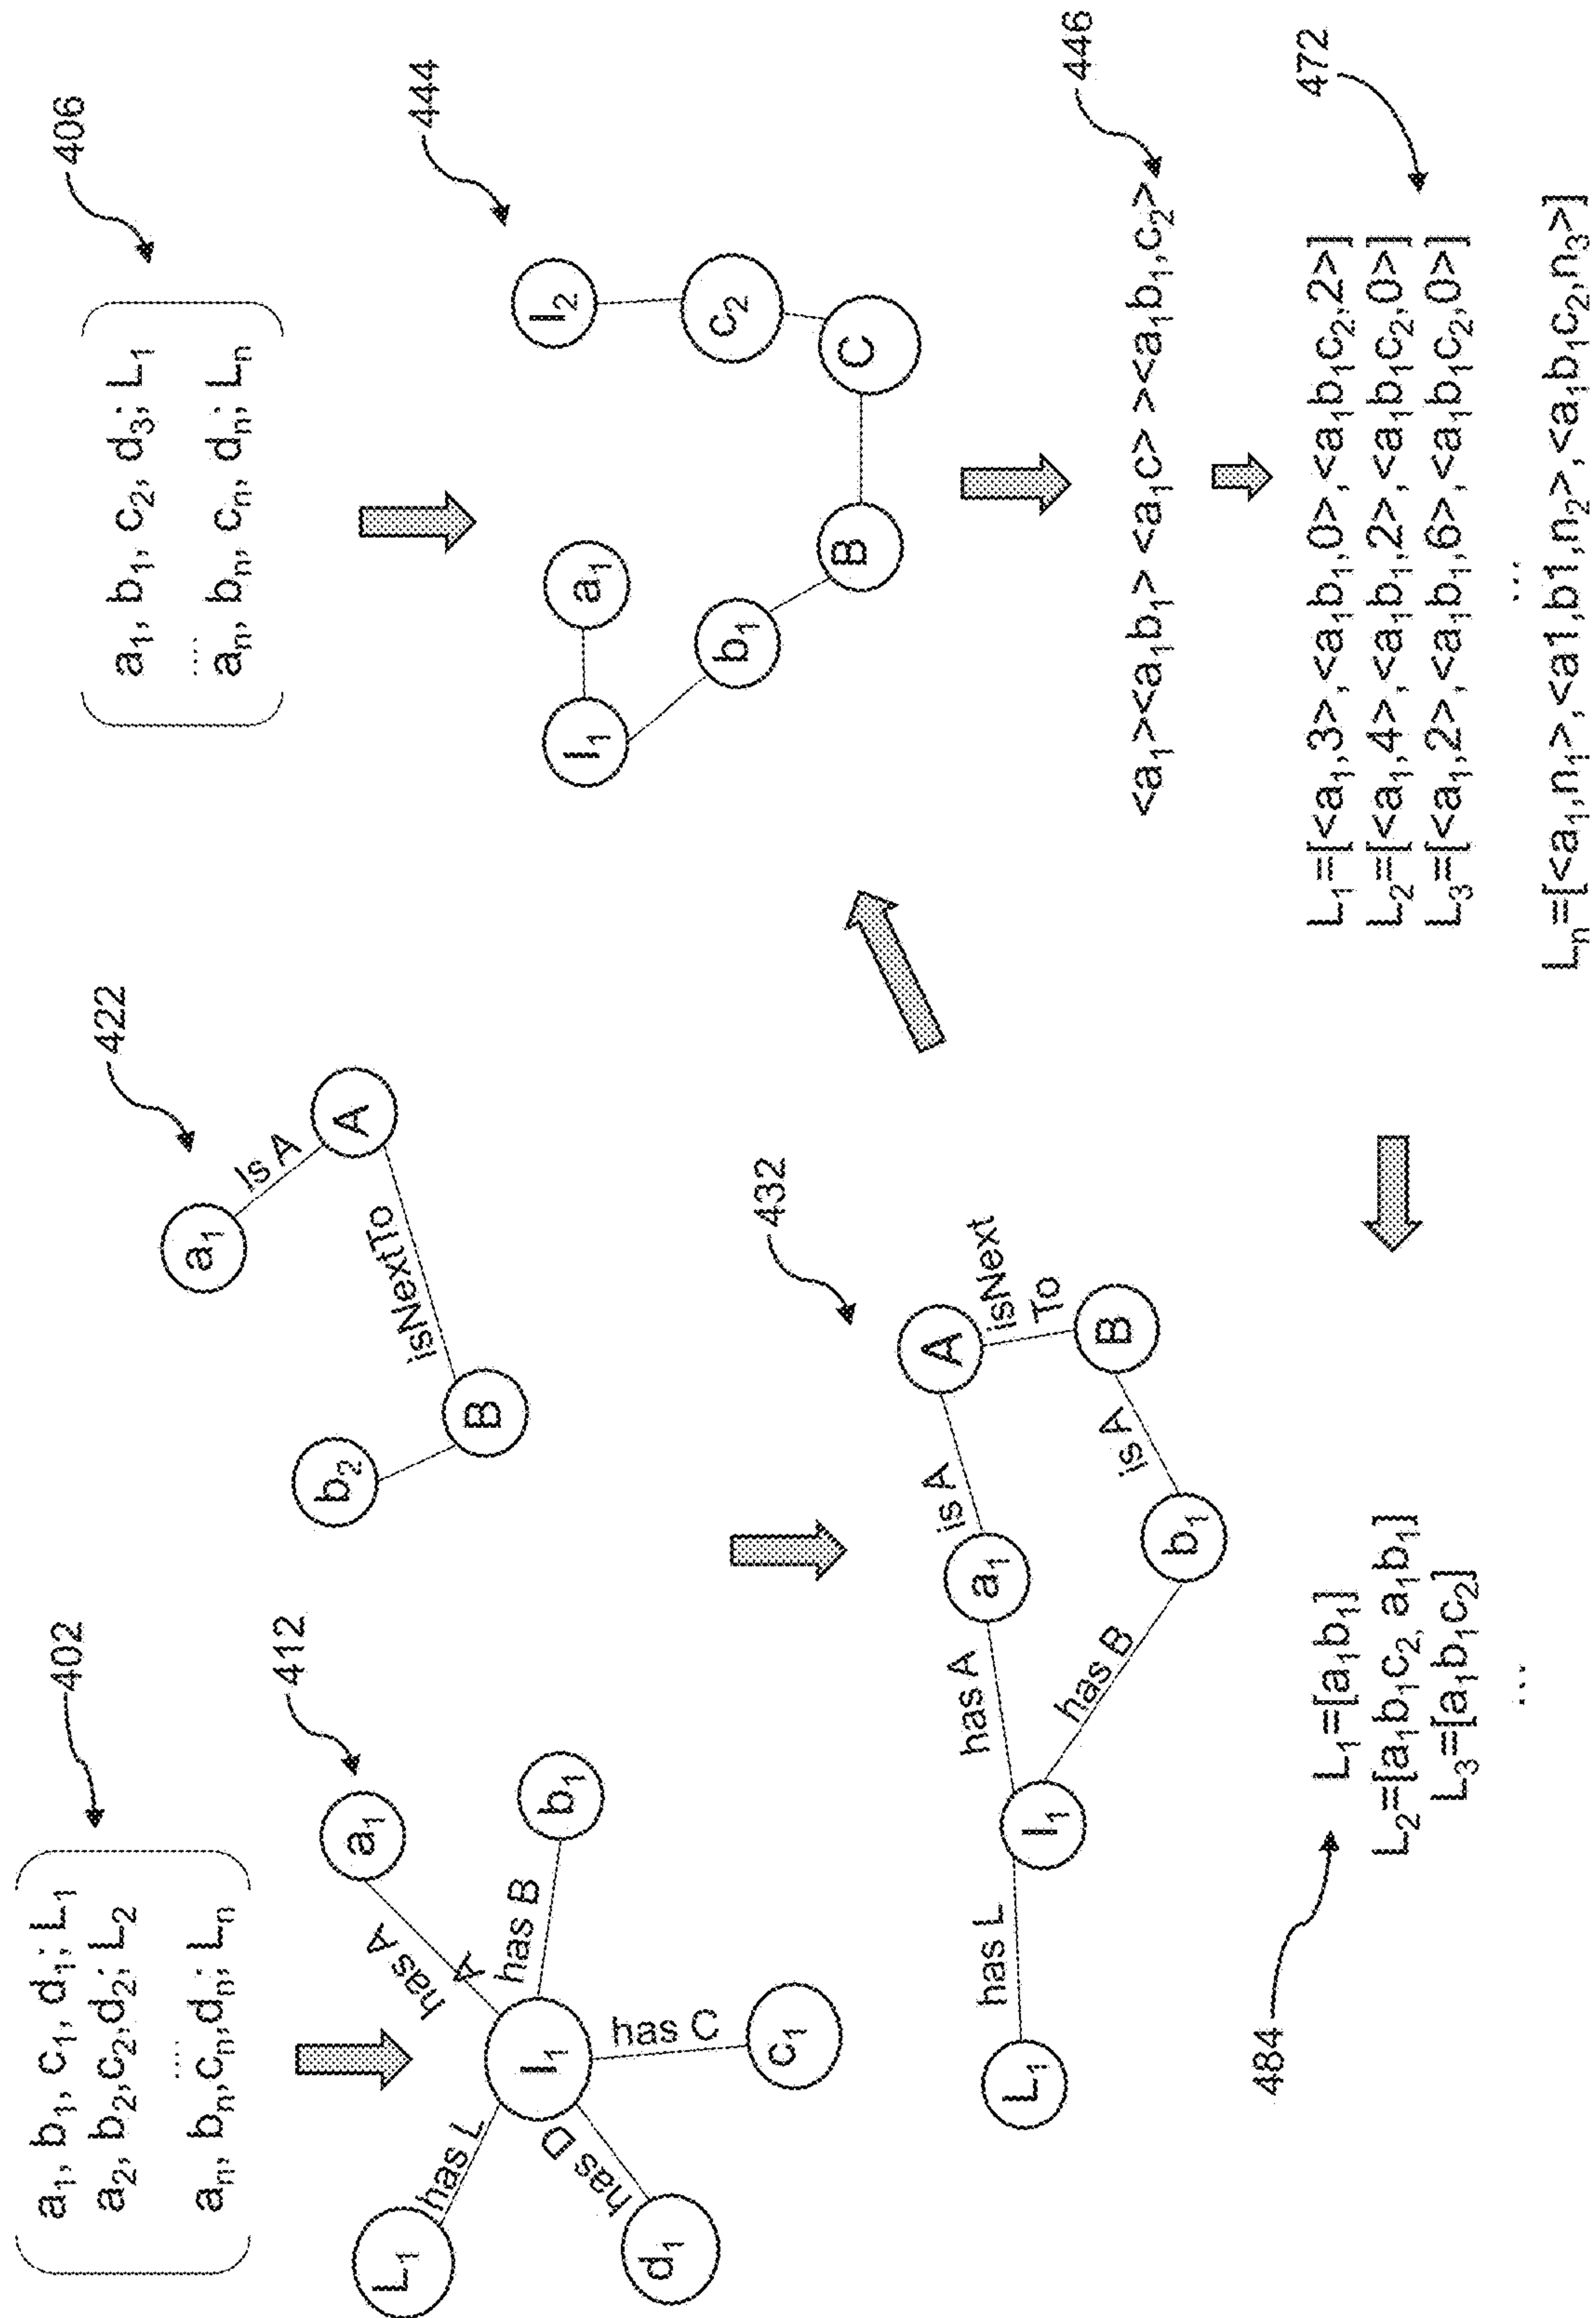 402
a₁, b₁, c₁, d₁; L₁
a₂, b₂,c₂,d₂; L₂
....
aₙ, bₙ,cₙ,dₙ; Lₙ
412
a₁
has A
A
b₁
has B
I₁
has C
c₁
L₁
has L
has D
d₁
422
a₁
Is A
A
isNextTo
b₂
B
432
A
isNext
To
B
is A
is A
a₁
b₁
has A
has B
I₁
has L
L₁
406
a₁, b₁, c₂, d₃; L₁
....
aₙ, bₙ, cₙ, dₙ; Lₙ
444
I₂
c₂
C
B
b₁
a₁
I₁
446
<a₁><a₁b₁> <a₁c> ><a₁b₁,c₂>
472
L₁=[<a₁,3>,<a₁b₁,0>,<a₁b₁c₂,2>]
L₂=[<a₁,4>,<a₁b₁,2>,<a₁b₁c₂,0>]
L₃=[<a₁,2>,<a₁b₁,6>,<a₁b₁c₂,0>]
...
Lₙ=[<a₁,n₁>,<a1,b1,n₂>,<a₁b₁c₂,n₃>]
484
L₁=[a₁b₁]
L₂=[a₁b₁c₂, a₁b₁]
L₃=[a₁b₁c₂]
...